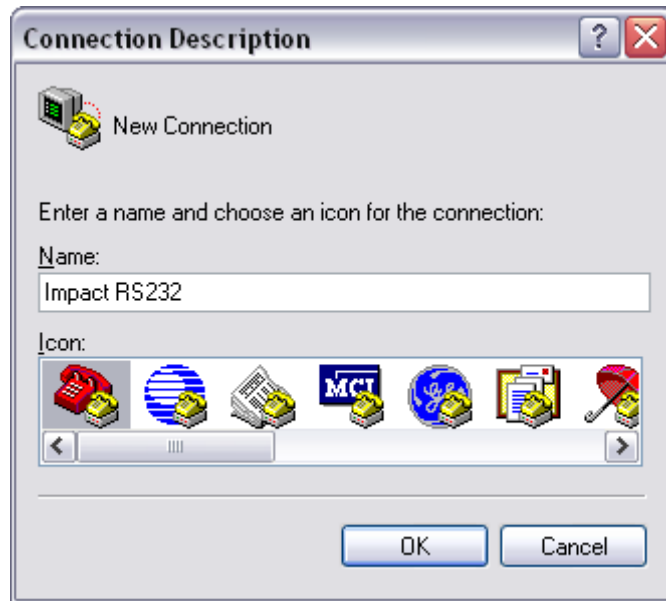 Connection Description
?
New Connection
Enter a name and choose an icon for the connection:
Name:
Impact RS232
Icon:
MCI
OK
Cancel